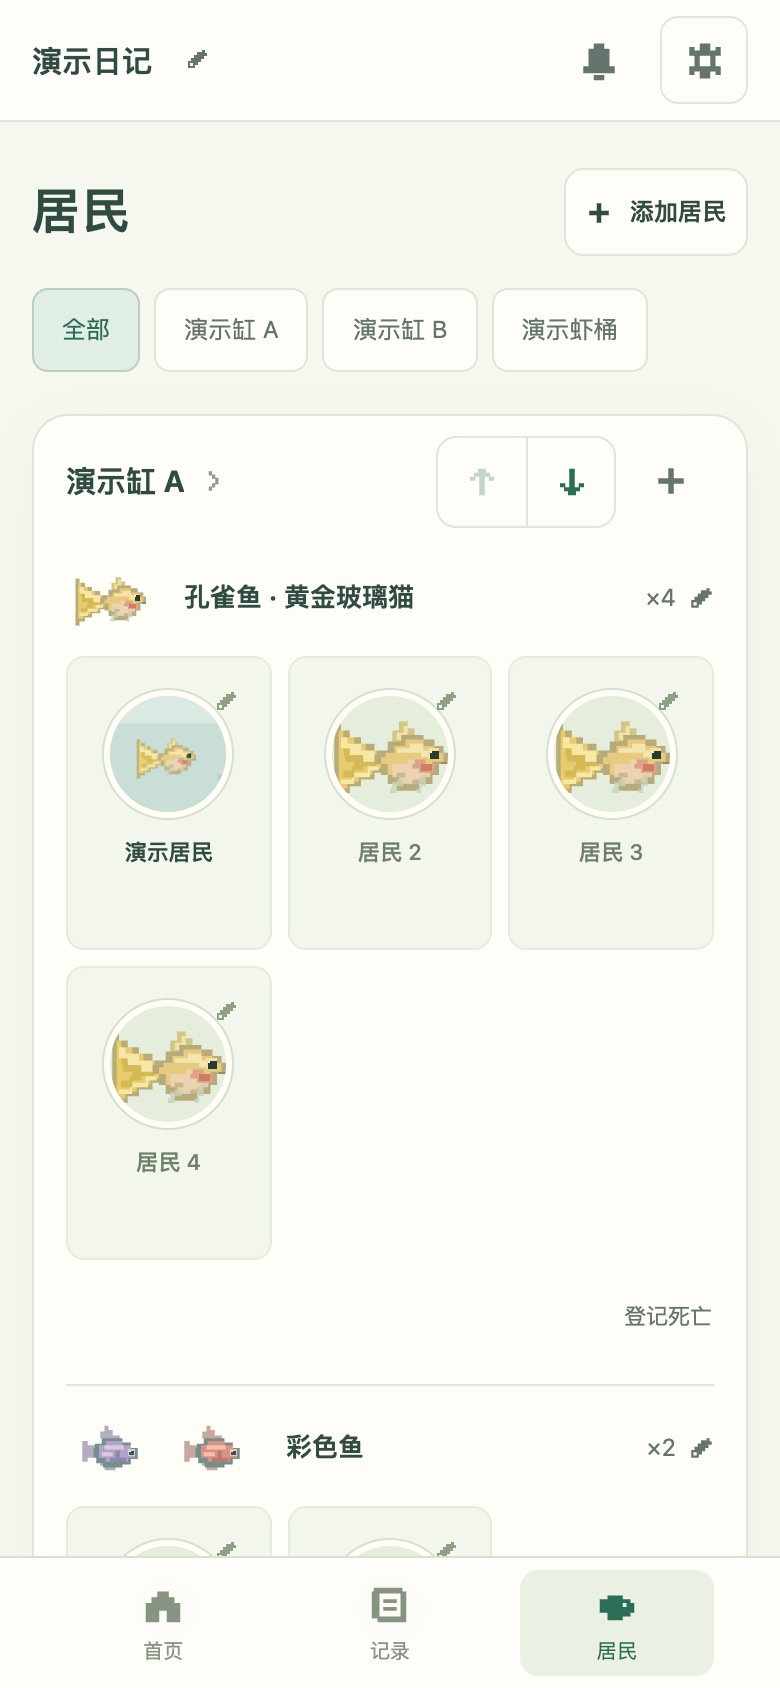 演示日记
居民
添加居民
全部
演示缸 A
演示缸 B
演示虾桶
演示缸 A
孔雀鱼 · 黄金玻璃猫
×4
演示居民
居民 2
居民 3
居民 4
登记死亡
彩色鱼
×2
首页
记录
居民